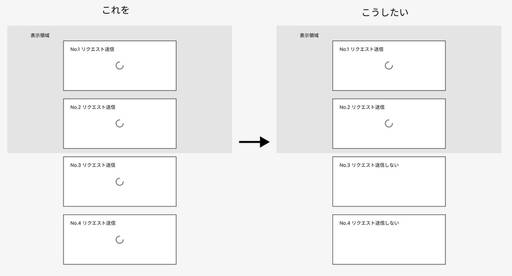 これを
こうしたい
表示領域
No.1 リクエスト送信
No.2 リクエスト送信
No.3 リクエスト送信
No.4 リクエスト送信
表示領域
No.1 リクエスト送信
No.2 リクエスト送信
No.3 リクエスト送信しない
No.4 リクエスト送信しない